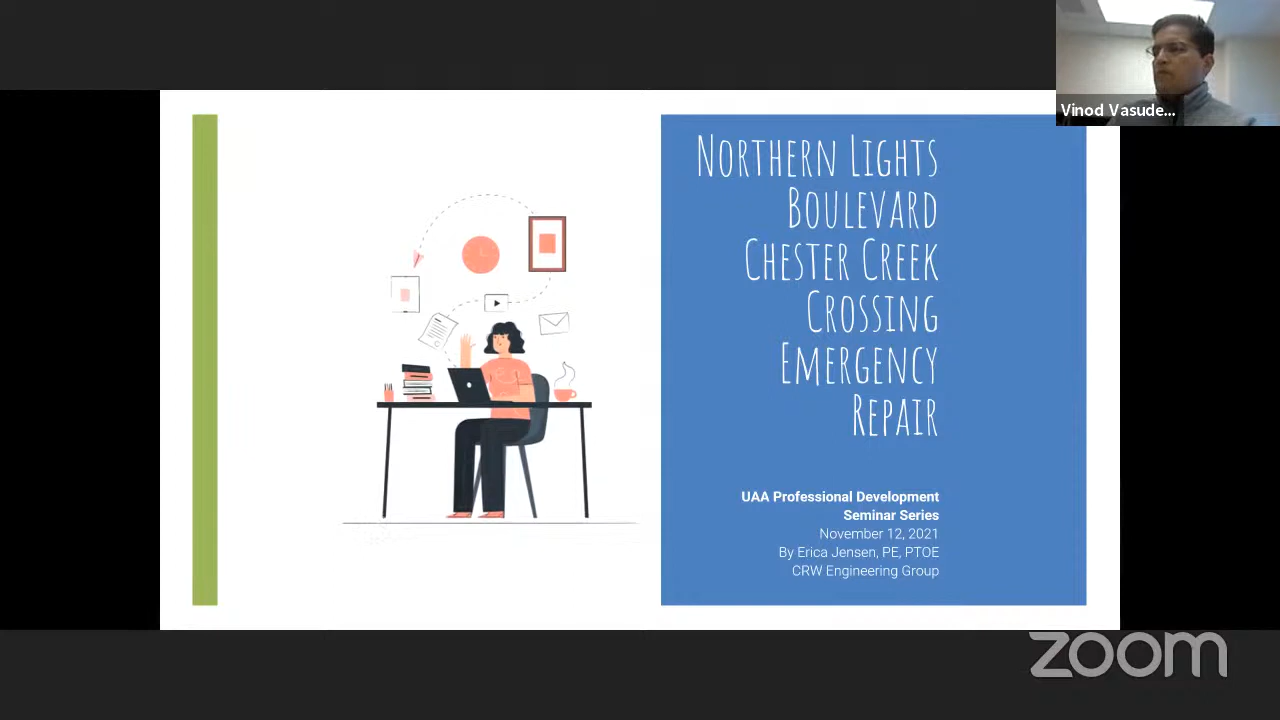 Vinod Vasude...
Northern Lights
Boulevard
Chester Creek
Crossing
Emergency
Repair
UAA Professional Development
Seminar Series
November 12, 2021
By Erica Jensen, PE, PTOE
CRW Engineering Group
zoom